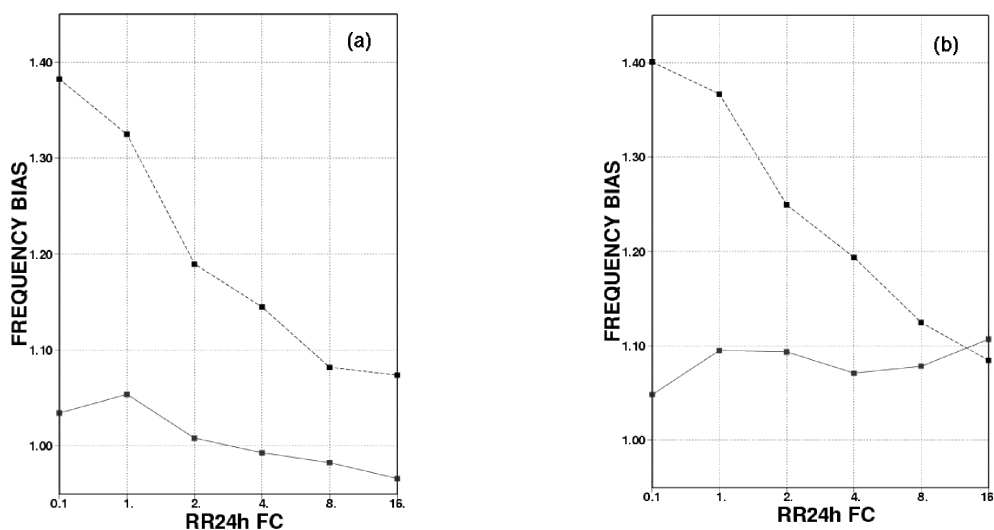 (a)
FREQUENCY BIAS
1.40
1.30
1.20
1.10
1.00
0.1 1. 2. 4. 8. 16.
RR24h FC
(b)
FREQUENCY BIAS
1.40
1.30
1.20
1.10
1.00
0.1 1. 2. 4. 8. 16
RR24h FC